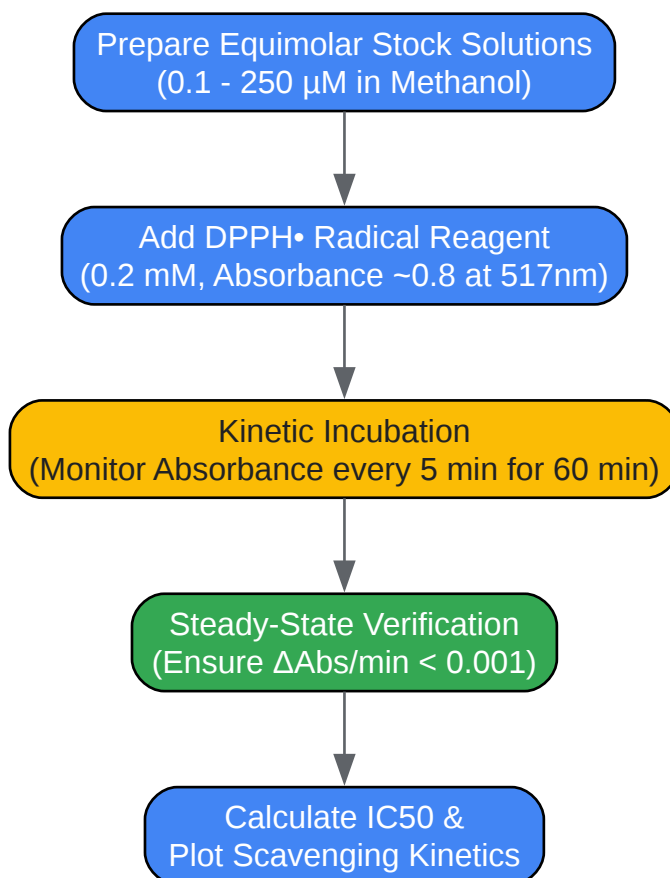 Prepare Equimolar Stock Solutions
(0.1 - 250 µM in Methanol)
Add DPPH• Radical Reagent
(0.2 mM, Absorbance ~0.8 at 517nm)
Kinetic Incubation
(Monitor Absorbance every 5 min for 60 min)
Steady-State Verification
(Ensure ΔAbs/min < 0.001)
Calculate IC50 &
Plot Scavenging Kinetics